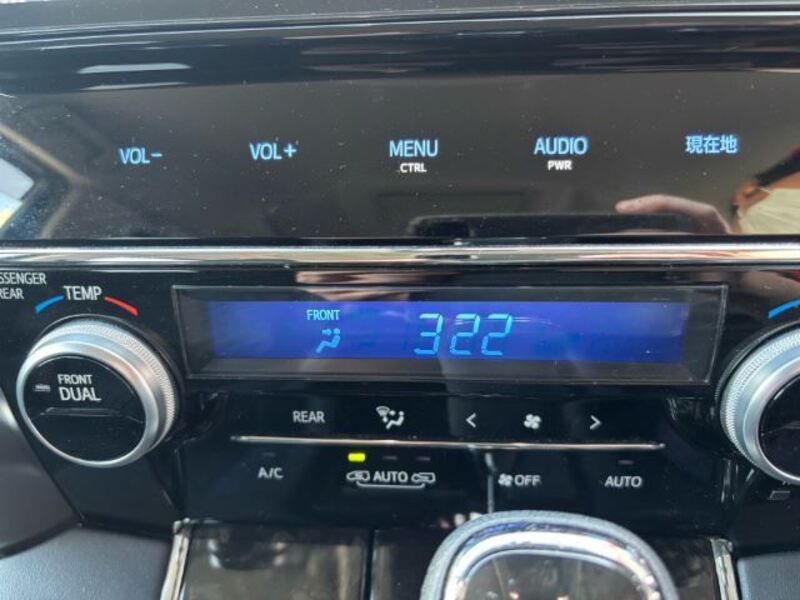 VOL− VOL+ MENU AUDIO 現在地
CTRL PWR
REAR TEMP
FRONT 322
FRONT
DUAL
REAR
A/C AUTO OFF AUTO